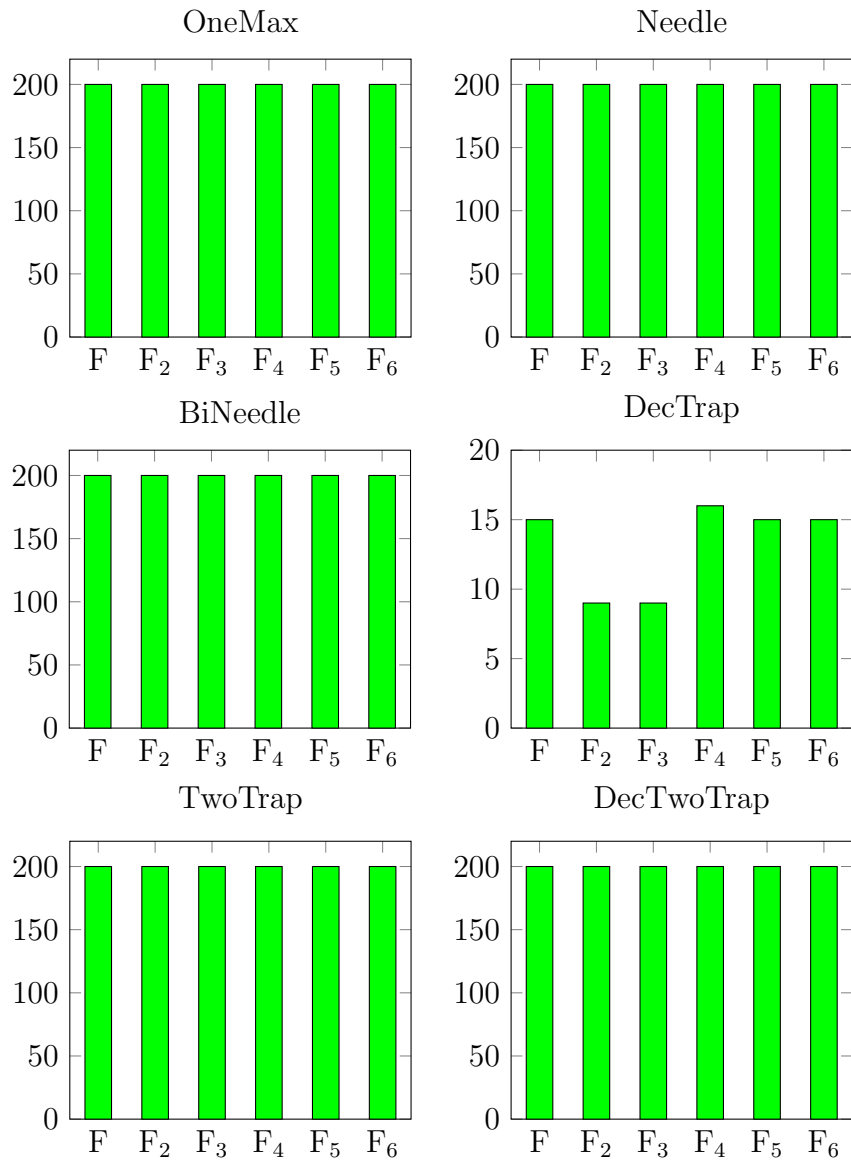 OneMax
200
150
100
50
0
F F₂ F₃ F₄ F₅ F₆
Needle
200
150
100
50
0
F F₂ F₃ F₄ F₅ F₆
BiNeedle
200
150
100
50
0
F F₂ F₃ F₄ F₅ F₆
DecTrap
20
15
10
5
0
F F₂ F₃ F₄ F₅ F₆
TwoTrap
200
150
100
50
0
F F₂ F₃ F₄ F₅ F₆
DecTwoTrap
200
150
100
50
0
F F₂ F₃ F₄ F₅ F₆